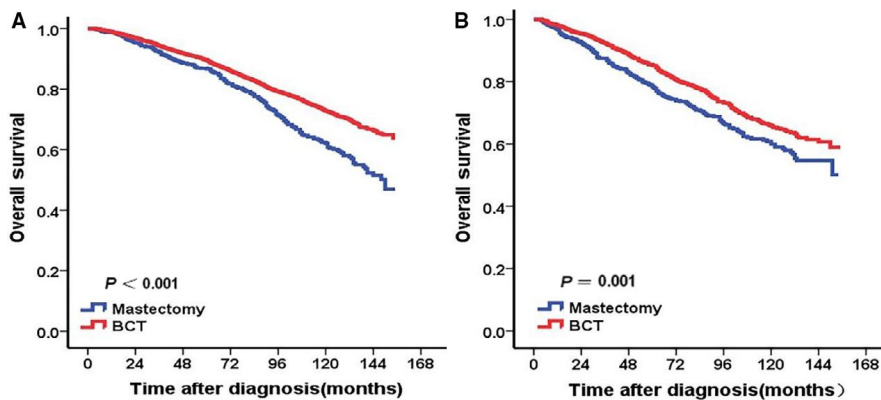 A
Overall survival
1.0
0.8
0.6
0.4
0.2
0.0
P < 0.001
Mastectomy
BCT
0 24 48 72 96 120 144 168
Time after diagnosis(months)
B
Overall survival
1.0
0.8
0.6
0.4
0.2
0.0
P = 0.001
Mastectomy
BCT
0 24 48 72 96 120 144 168
Time after diagnosis(months）